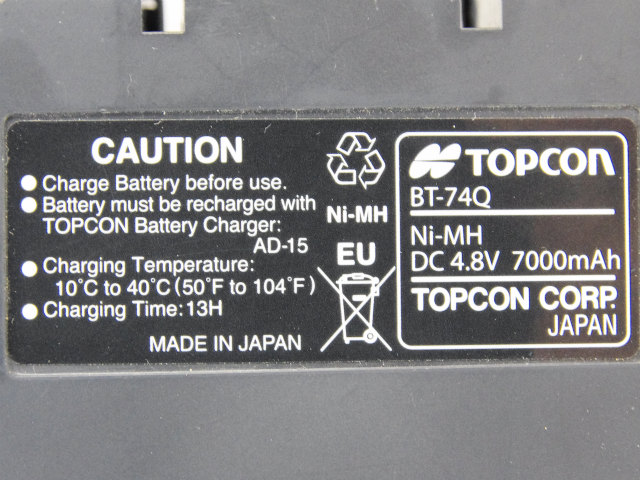 CAUTION
● Charge Battery before use.
● Battery must be recharged with
TOPCON Battery Charger:
AD-15
● Charging Temperature:
10°C to 40°C (50°F to 104°F)
● Charging Time:13H
MADE IN JAPAN
Ni-MH
EU
TOPCON
BT-74Q
Ni-MH
DC 4.8V 7000mAh
TOPCON CORP.
JAPAN